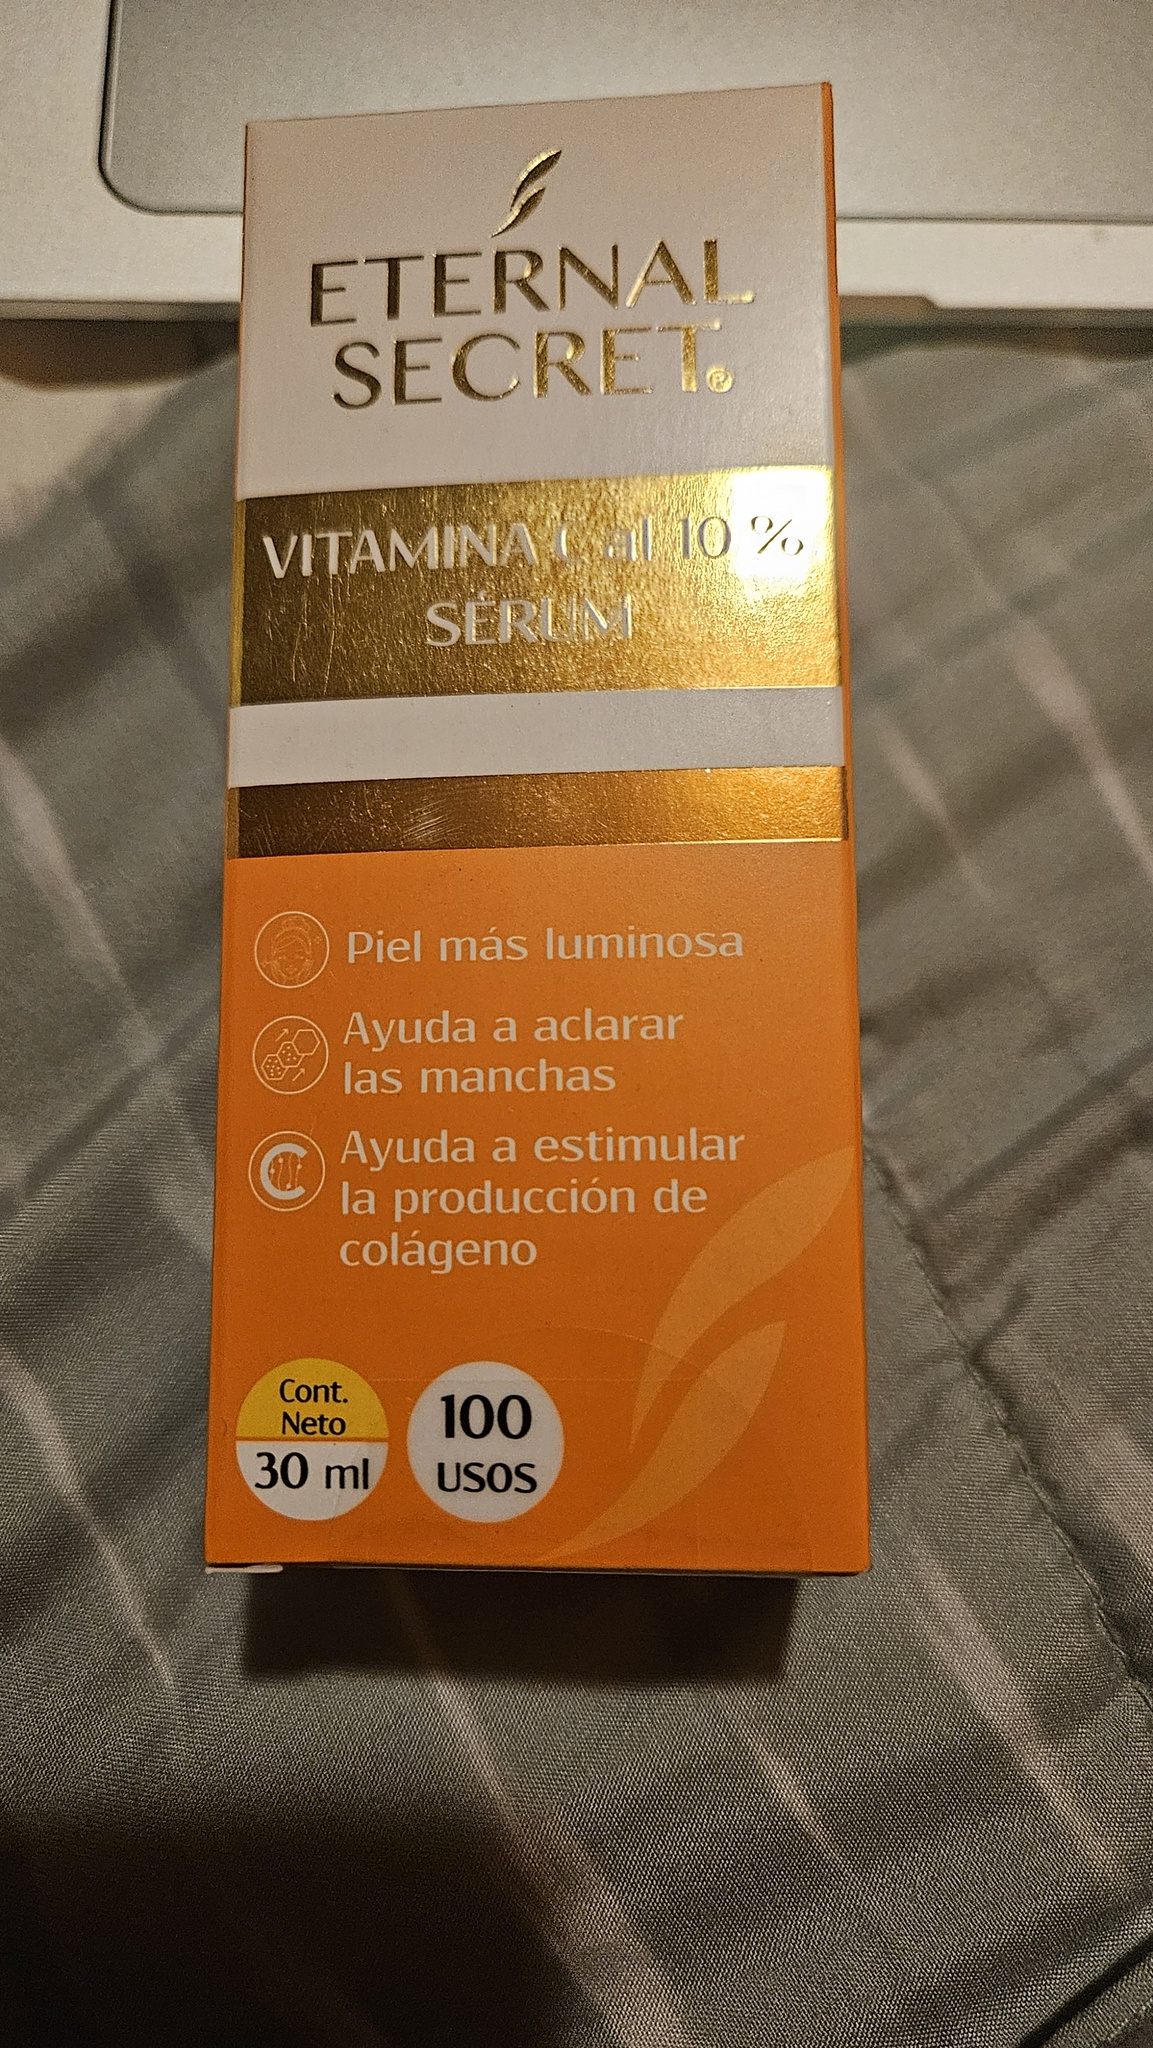 ETERNAL
SECRET®
VITAMINA C al 10%
SÉRUM
Piel más luminosa
Ayuda a aclarar
las manchas
C
Ayuda a estimular
la producción de
colágeno
Cont.
Neto
30 ml
100
USOS